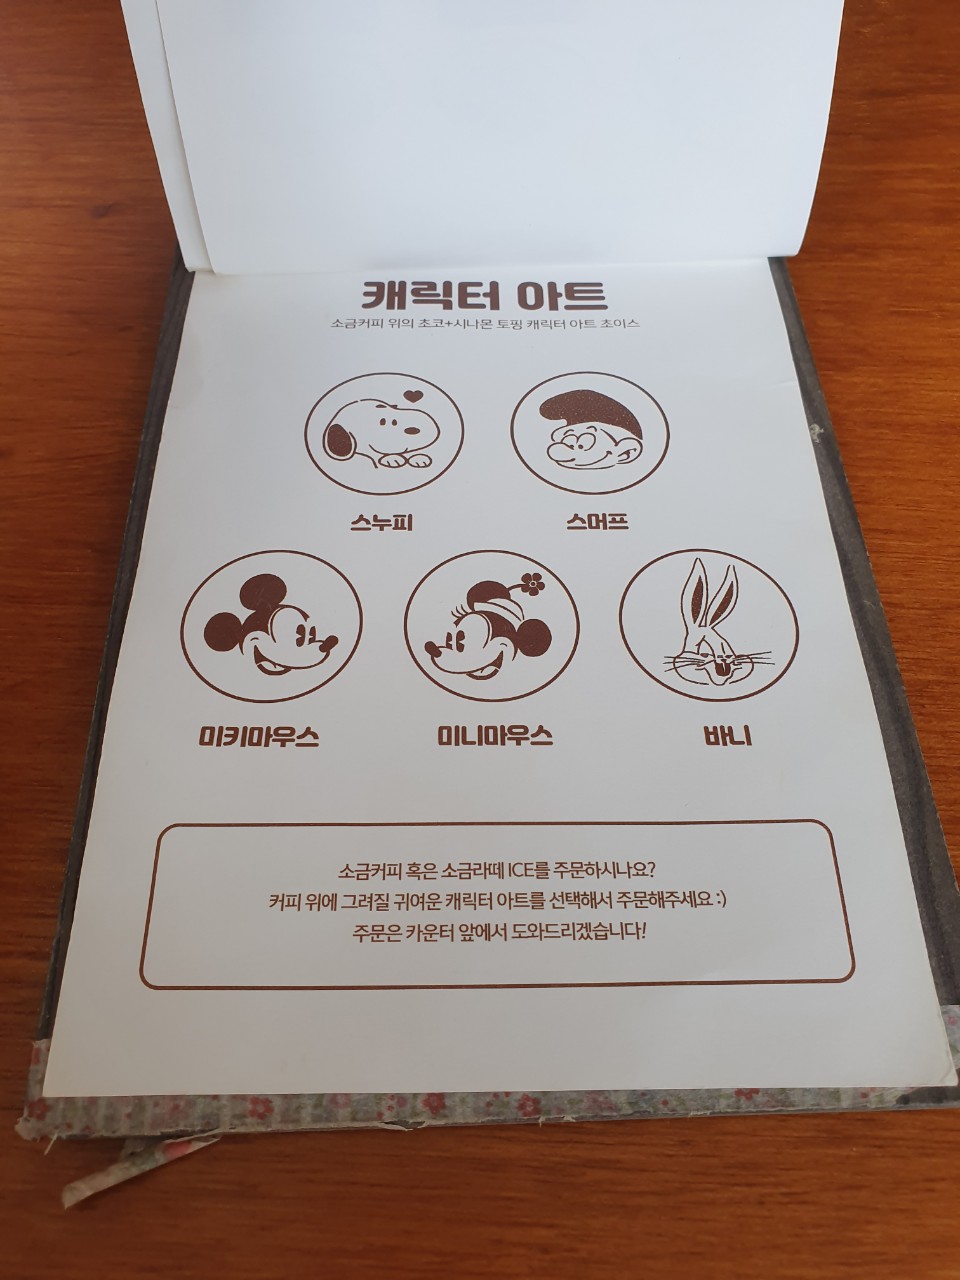 캐릭터 아트
소금커피 위의 초코+시나몬 토핑 캐릭터 아트 초이스
스누피
스머프
미키마우스
미니마우스
바니
소금커피 혹은 소금라떼 ICE를 주문하시나요?
커피 위에 그려질 귀여운 캐릭터 아트를 선택해서 주문해주세요 :)
주문은 카운터 앞에서 도와드리겠습니다!